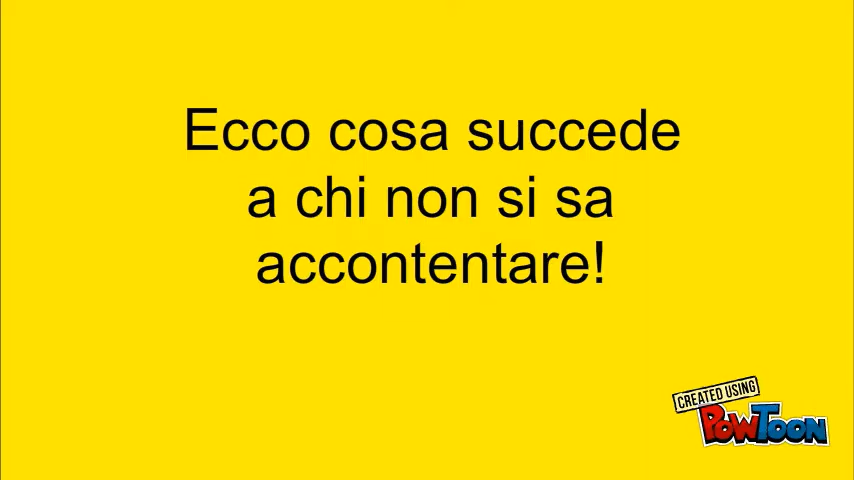 Ecco cosa succede
a chi non si sa
accontentare!
CREATED USING
POWTOON